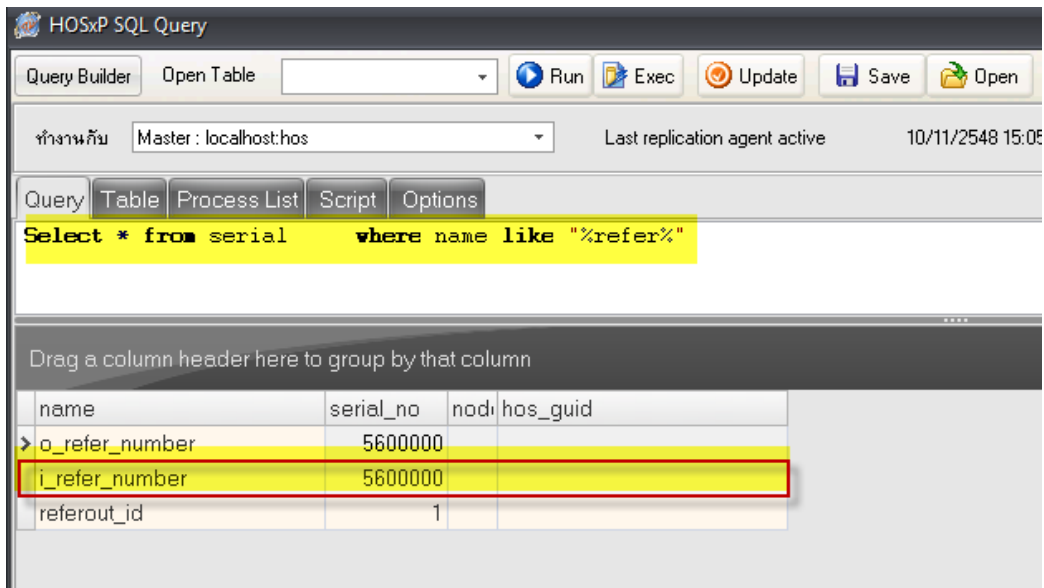 HOSxP SQL Query
Query Builder Open Table Run Exec Update Save Open
ทำงานกับ Master : localhost:hos Last replication agent active 10/11/2548 15:05
Query Table Process List Script Options
Select * from serial where name like "%refer%"
Drag a column header here to group by that column
name serial_no hos_guid
o_refer_number 5600000
i_refer_number 5600000
referout_id 1